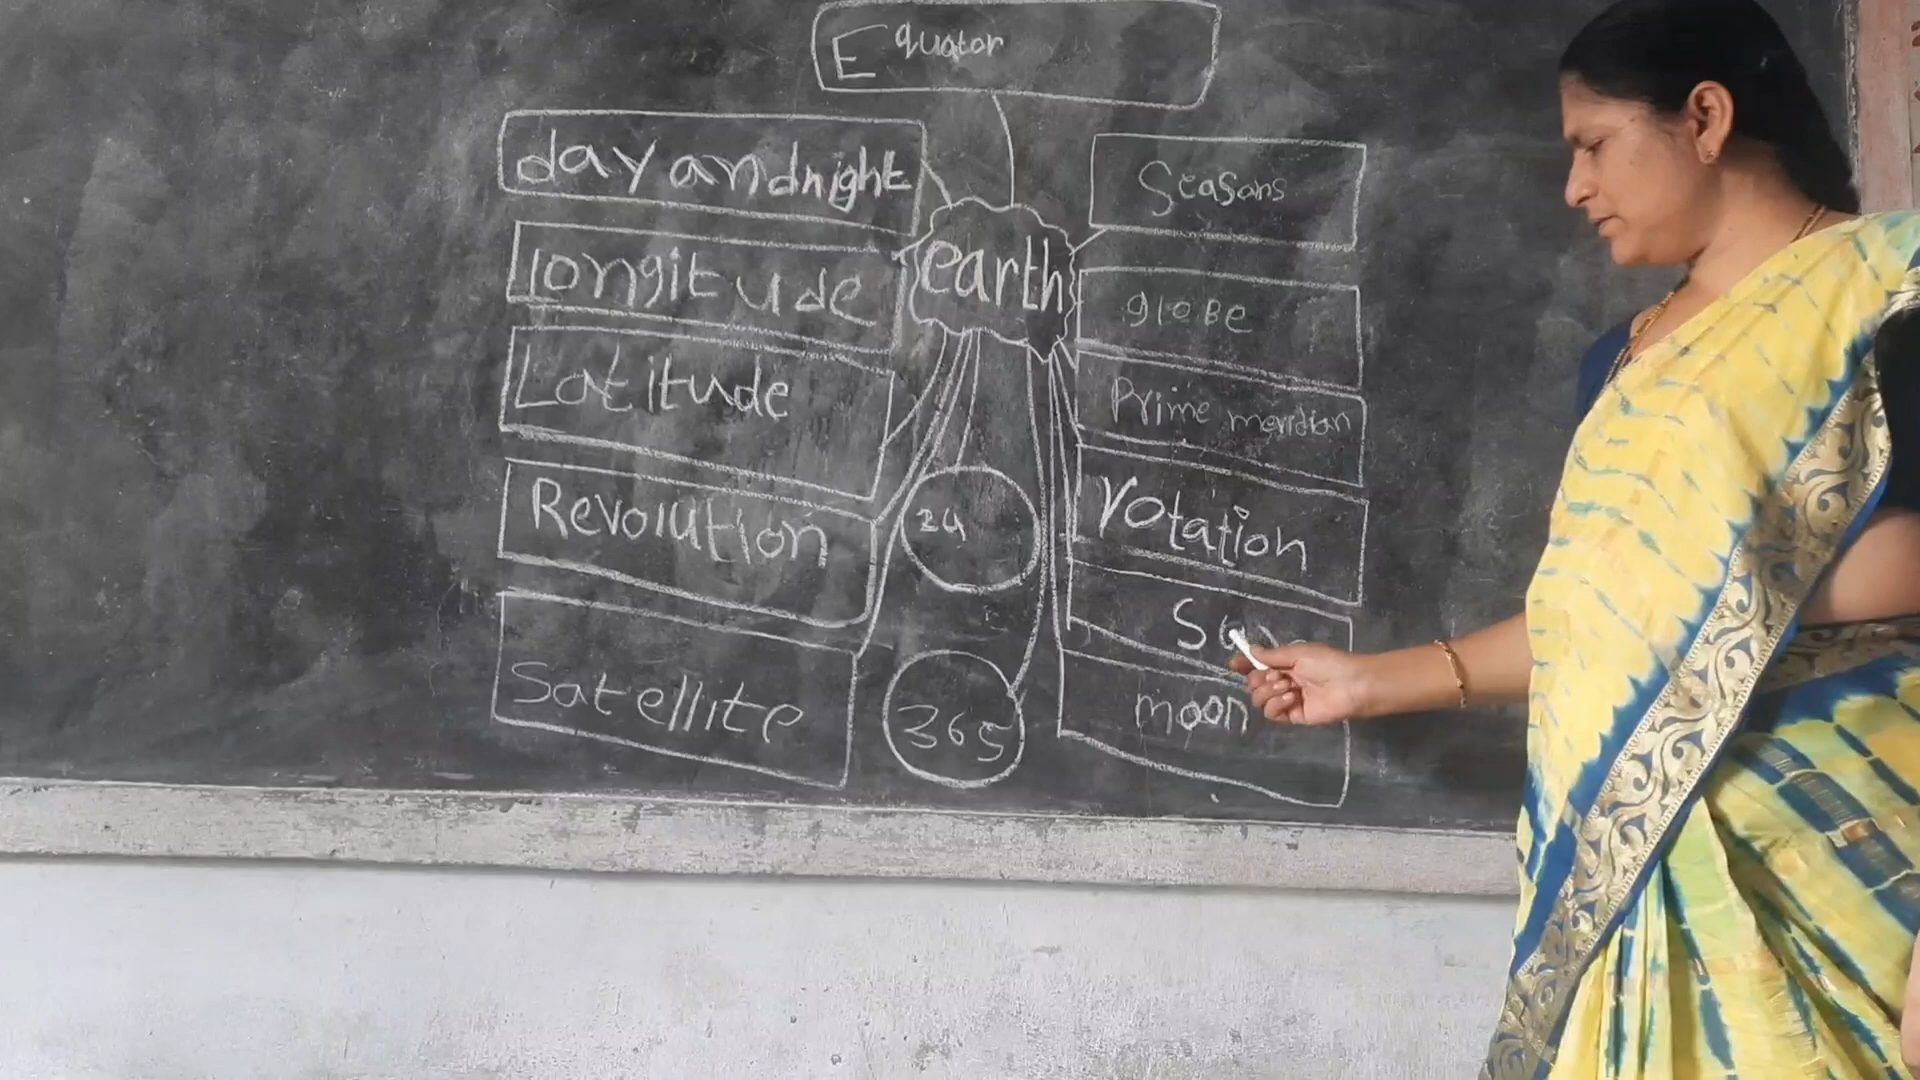 Equator
day and night
Seasons
earth
longitude
globe
Latitude
Prime meridian
Revolution
24
rotation
Satellite
365
moon